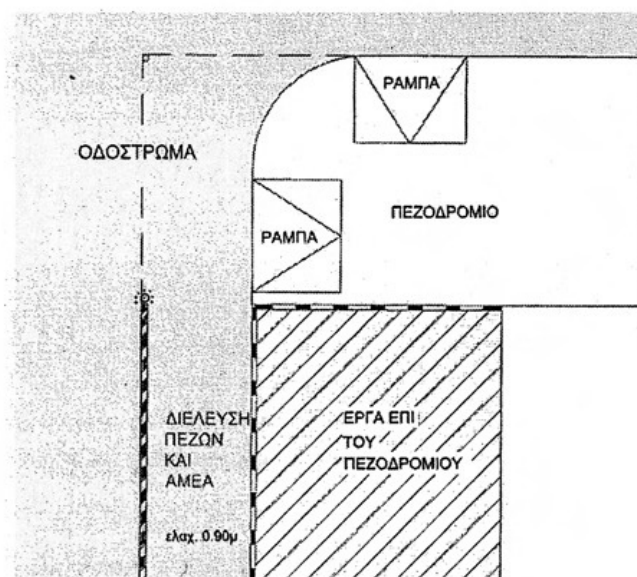 ΡΑΜΠΑ
ΟΔΟΣΤΡΩΜΑ
ΠΕΖΟΔΡΟΜΙΟ
ΡΑΜΠΑ
ΔΙΕΛΕΥΣΗ
ΠΕΖΩΝ
ΚΑΙ
ΑΜΕΑ
ελαχ. 0.90μ
ΕΡΓΑ ΕΠΙ
ΤΟΥ
ΠΕΖΟΔΡΟΜΙΟΥ